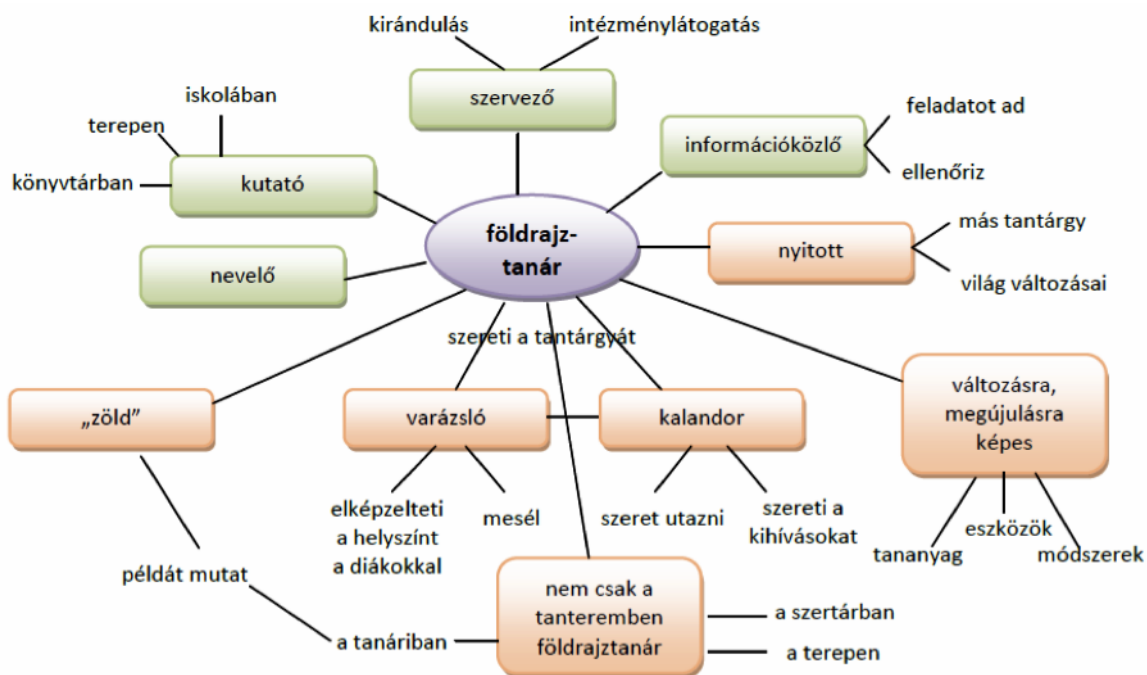 kirándulás
intézménylátogatás
szervező
iskolában
terepen
könyvtárban
kutató
információközlő
feladatot ad
ellenőriz
földrajz-
tanár
nevelő
nyitott
más tantárgy
világ változásai
szereti a tantárgyát
„zöld”
varázsló
kalandor
változásra,
megújulásra
képes
elképzelteti
a helyszínt
a diákokkal
mesél
szeret utazni
szereti a
kihívásokat
tananyag
eszközök
módszerek
példát mutat
a tanáriban
nem csak a
tanteremben
földrajztanár
a szertárban
a terepen